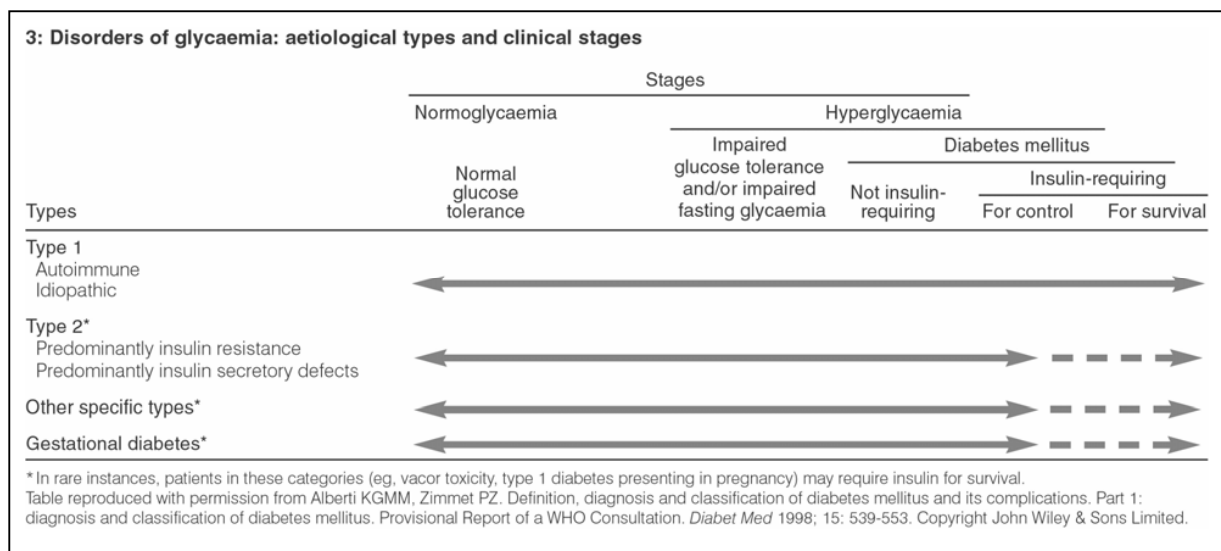 3: Disorders of glycaemia: aetiological types and clinical stages
Stages
Normoglycaemia Hyperglycaemia
Diabetes mellitus
Insulin-requiring
Types
Normal
glucose
tolerance
Impaired
glucose tolerance
and/or impaired
fasting glycaemia
Not insulin-
requiring
For control
For survival
Type 1
Autoimmune
Idiopathic
Type 2*
Predominantly insulin resistance
Predominantly insulin secretory defects
Other specific types*
Gestational diabetes*
* In rare instances, patients in these categories (eg, vacor toxicity, type 1 diabetes presenting in pregnancy) may require insulin for survival.
Table reproduced with permission from Alberti KGMM, Zimmet PZ. Definition, diagnosis and classification of diabetes mellitus and its complications. Part 1:
diagnosis and classification of diabetes mellitus. Provisional Report of a WHO Consultation. Diabet Med 1998; 15: 539-553. Copyright John Wiley & Sons Limited.